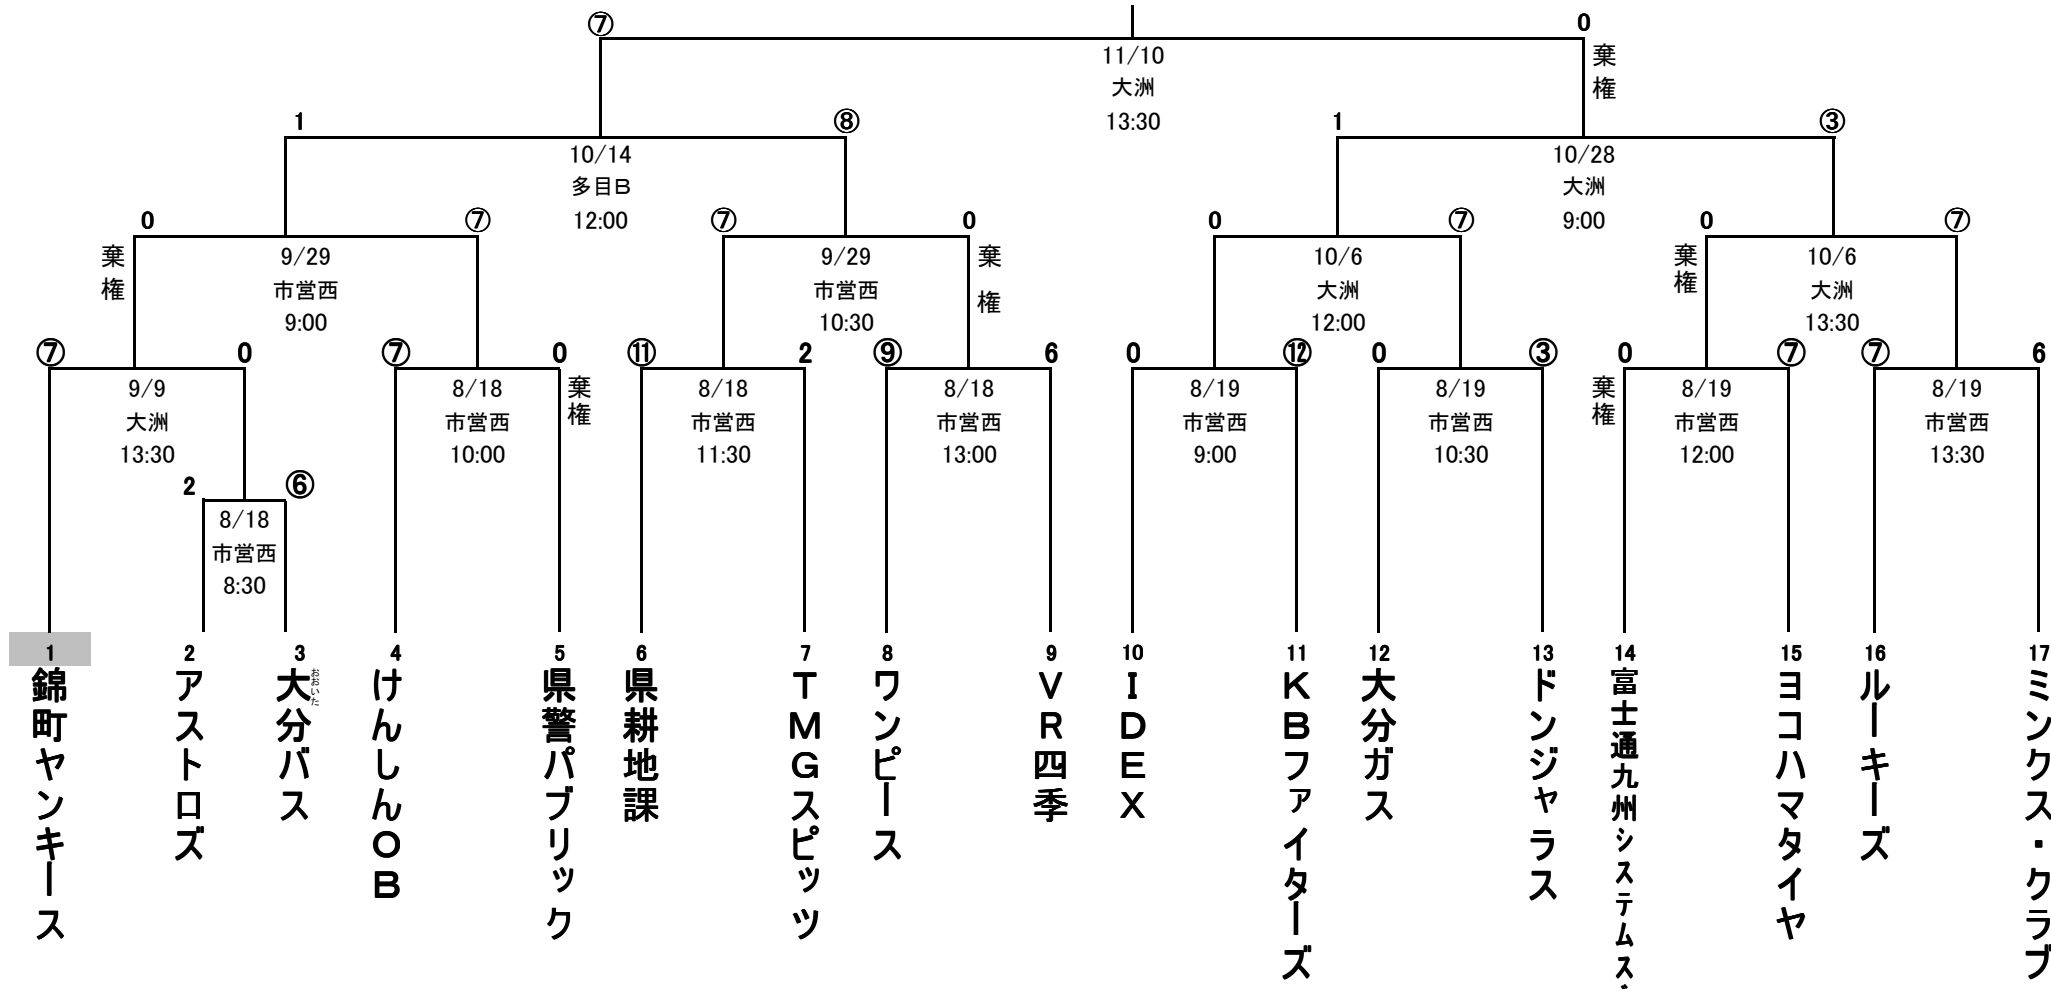 ⑦
0
11/10
大洲
13:30
棄権
1
⑧
10/14
多目B
12:00
1
③
10/28
大洲
9:00
0
⑦
棄権
9/29
市営西
9:00
⑦
0
9/29
市営西
10:30
棄権
0
⑦
10/6
大洲
12:00
0
⑦
棄権
10/6
大洲
13:30
⑦
0
9/9
大洲
13:30
⑦
0
8/18
市営西
10:00
棄権
⑪
2
8/18
市営西
11:30
⑨
6
8/18
市営西
13:00
0
⑫
8/19
市営西
9:00
0
③
8/19
市営西
10:30
0
⑦
棄権
8/19
市営西
12:00
⑦
6
8/19
市営西
13:30
2
⑥
8/18
市営西
8:30
1
錦町ヤンキース
2
アストロズ
3
大分バス
おおいた
4
けんしんOB
5
県警パブリック
6
県耕地課
7
TMGスピッツ
8
ワンピース
9
VR四季
10
IDEX
11
KBファイターズ
12
大分ガス
13
ドンジャラス
14
富士通九州システムス
15
ヨコハマタイヤ
16
ルーキーズ
17
ミンクス・クラブ